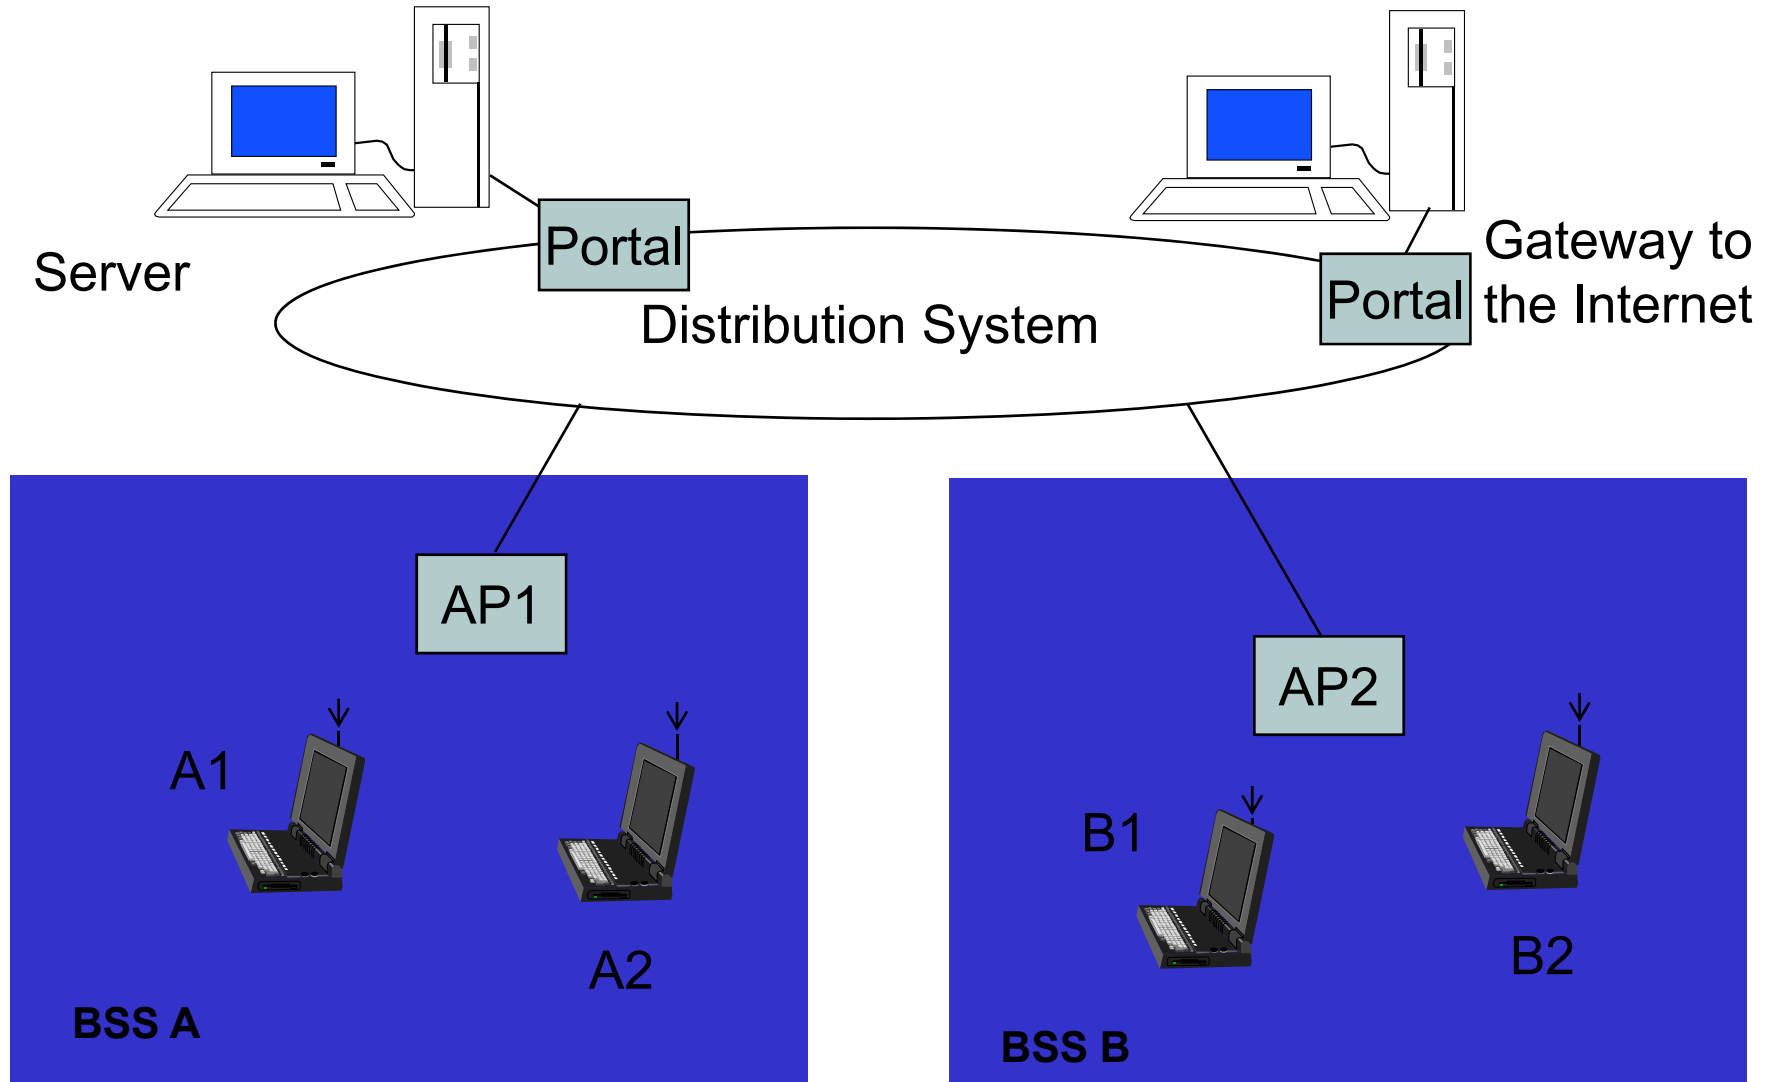 Server
Portal
Distribution System
Portal
Gateway to
the Internet
AP1
A1
A2
BSS A
AP2
B1
B2
BSS B